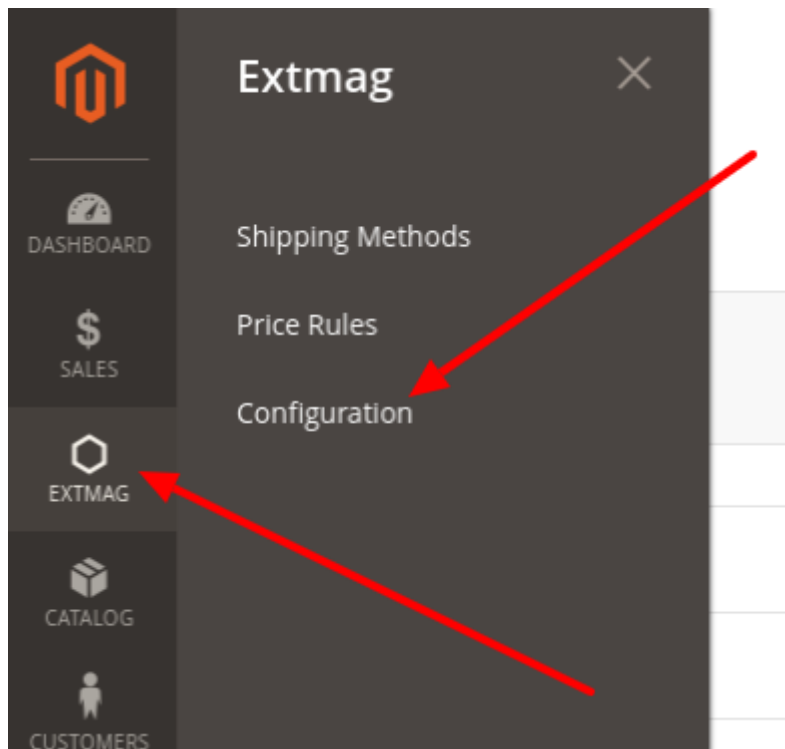 Extmag
Shipping Methods
Price Rules
Configuration
DASHBOARD
$
SALES
EXTMAG
CATALOG
CUSTOMERS